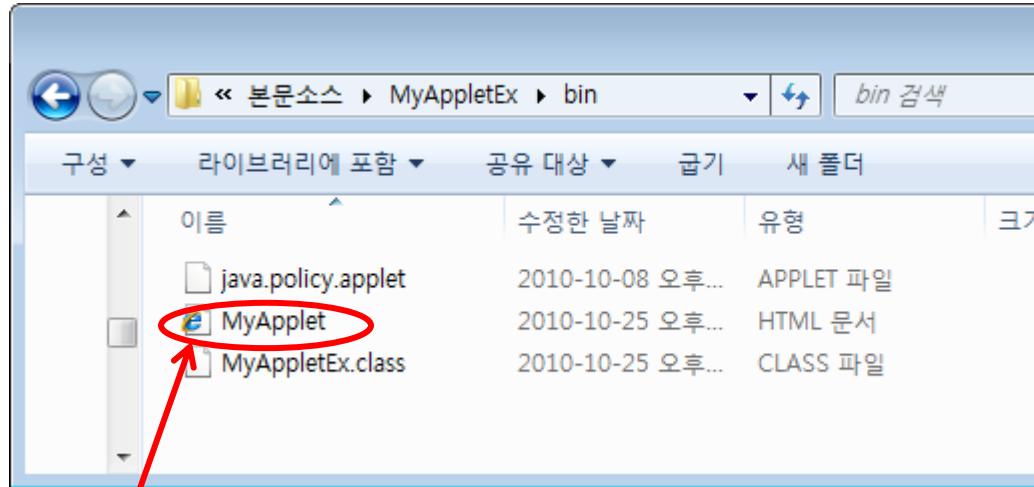 « 본문소스 ▸ MyAppletEx ▸ bin
bin 검색
구성 라이브러리에 포함 공유 대상 굽기 새 폴더
이름 수정한 날짜 유형
java.policy.applet 2010-10-08 오후... APPLET 파일
MyApplet 2010-10-25 오후... HTML 문서
MyAppletEx.class 2010-10-25 오후... CLASS 파일